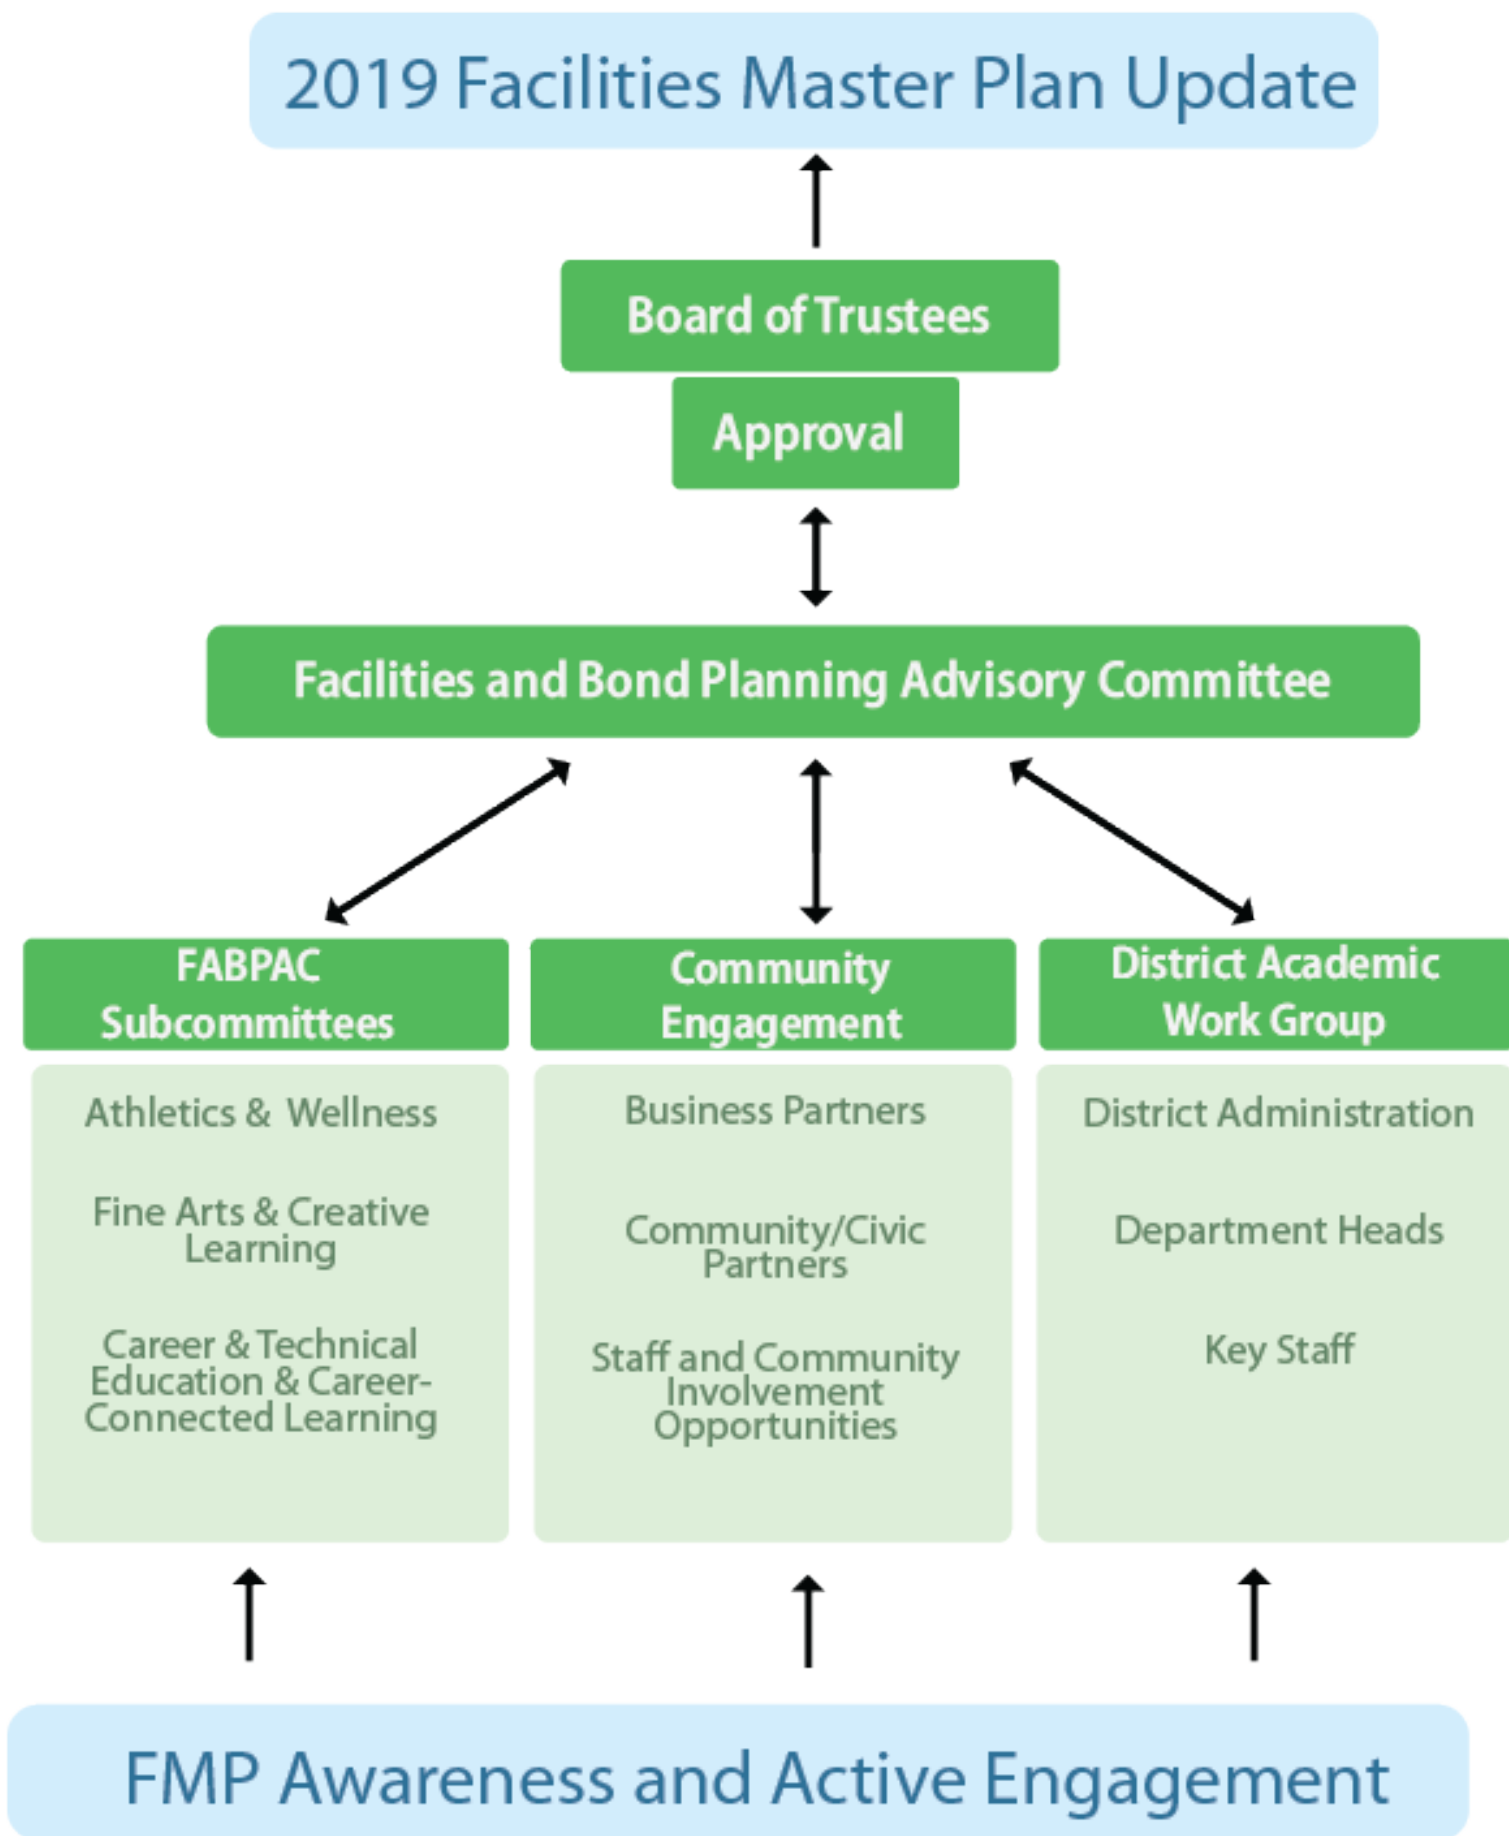 2019 Facilities Master Plan Update
Board of Trustees
Approval
Facilities and Bond Planning Advisory Committee
FABPAC
Subcommittees
Athletics & Wellness
Fine Arts & Creative
Learning
Career & Technical
Education & Career-
Connected Learning
Community
Engagement
Business Partners
Community/Civic
Partners
Staff and Community
Involvement
Opportunities
District Academic
Work Group
District Administration
Department Heads
Key Staff
FMP Awareness and Active Engagement